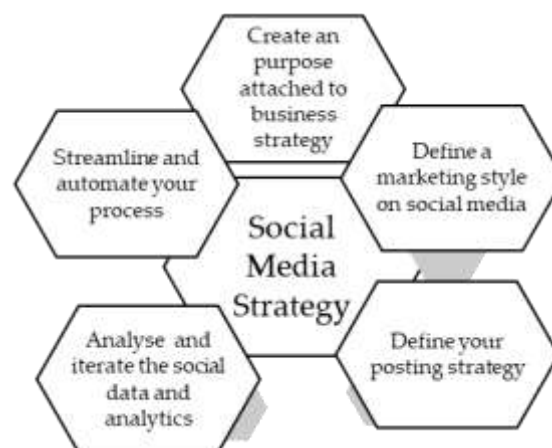 Create an
purpose
attached to
business
strategy
Streamline and
automate your
process
Define a
marketing style
on social media
Social
Media
Strategy
Analyse and
iterate the social
data and
analytics
Define your
posting strategy